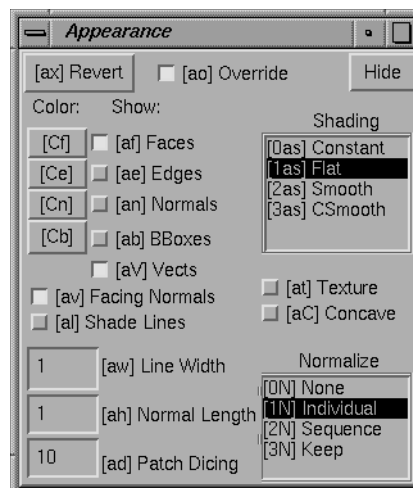 Appearance
[ax] Revert [ao] Override Hide
Color: Show: Shading
[Cf] [af] Faces [0as] Constant
[Ce] [ae] Edges [1as] Flat
[Cn] [an] Normals [2as] Smooth
[Cb] [ab] BBoxes [3as] CSmooth
[aV] Vects
[av] Facing Normals [at] Texture
[al] Shade Lines [aC] Concave
1 [aw] Line Width Normalize
[0N] None
1 [ah] Normal Length [1N] Individual
[2N] Sequence
10 [ad] Patch Dicing [3N] Keep